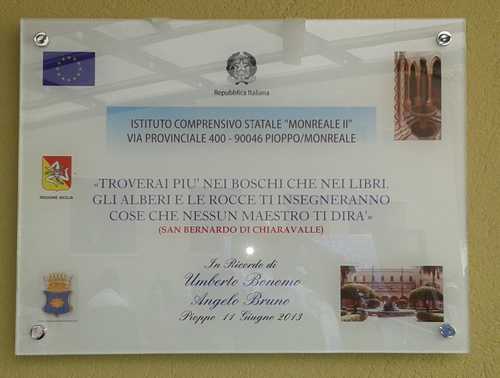 Repubblica Italiana
ISTITUTO COMPRENSIVO STATALE "MONREALE II"
VIA PROVINCIALE 400 - 90046 PIOPPO/MONREALE
REGIONE SICILIA
«TROVERAI PIU' NEI BOSCHI CHE NEI LIBRI.
GLI ALBERI E LE ROCCE TI INSEGNERANNO
COSE CHE NESSUN MAESTRO TI DIRA'»
(SAN BERNARDO DI CHIARAVALLE)
In Ricordo di
Umberto Bonomo
Angelo Bruno
Pioppo 11 Giugno 2013